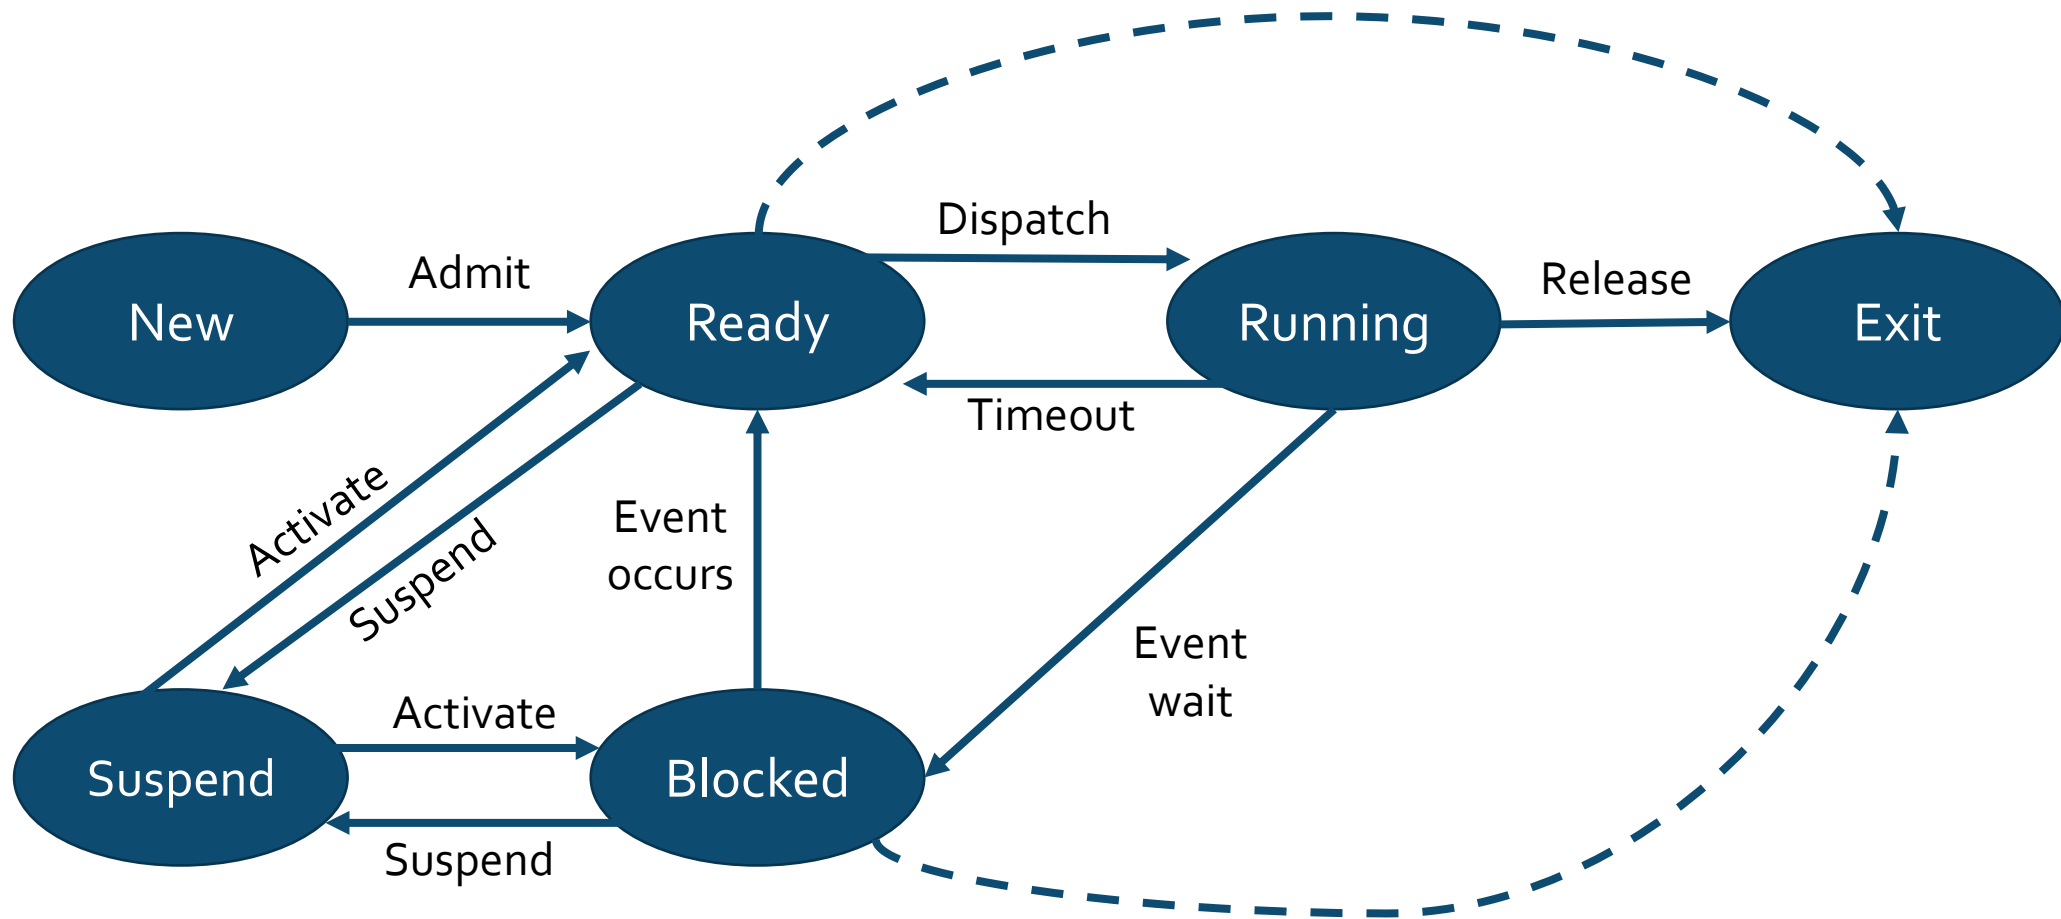 Dispatch
Admit
Release
New
Ready
Running
Exit
Timeout
Activate
Suspend
Event
occurs
Event
wait
Activate
Suspend
Blocked
Suspend